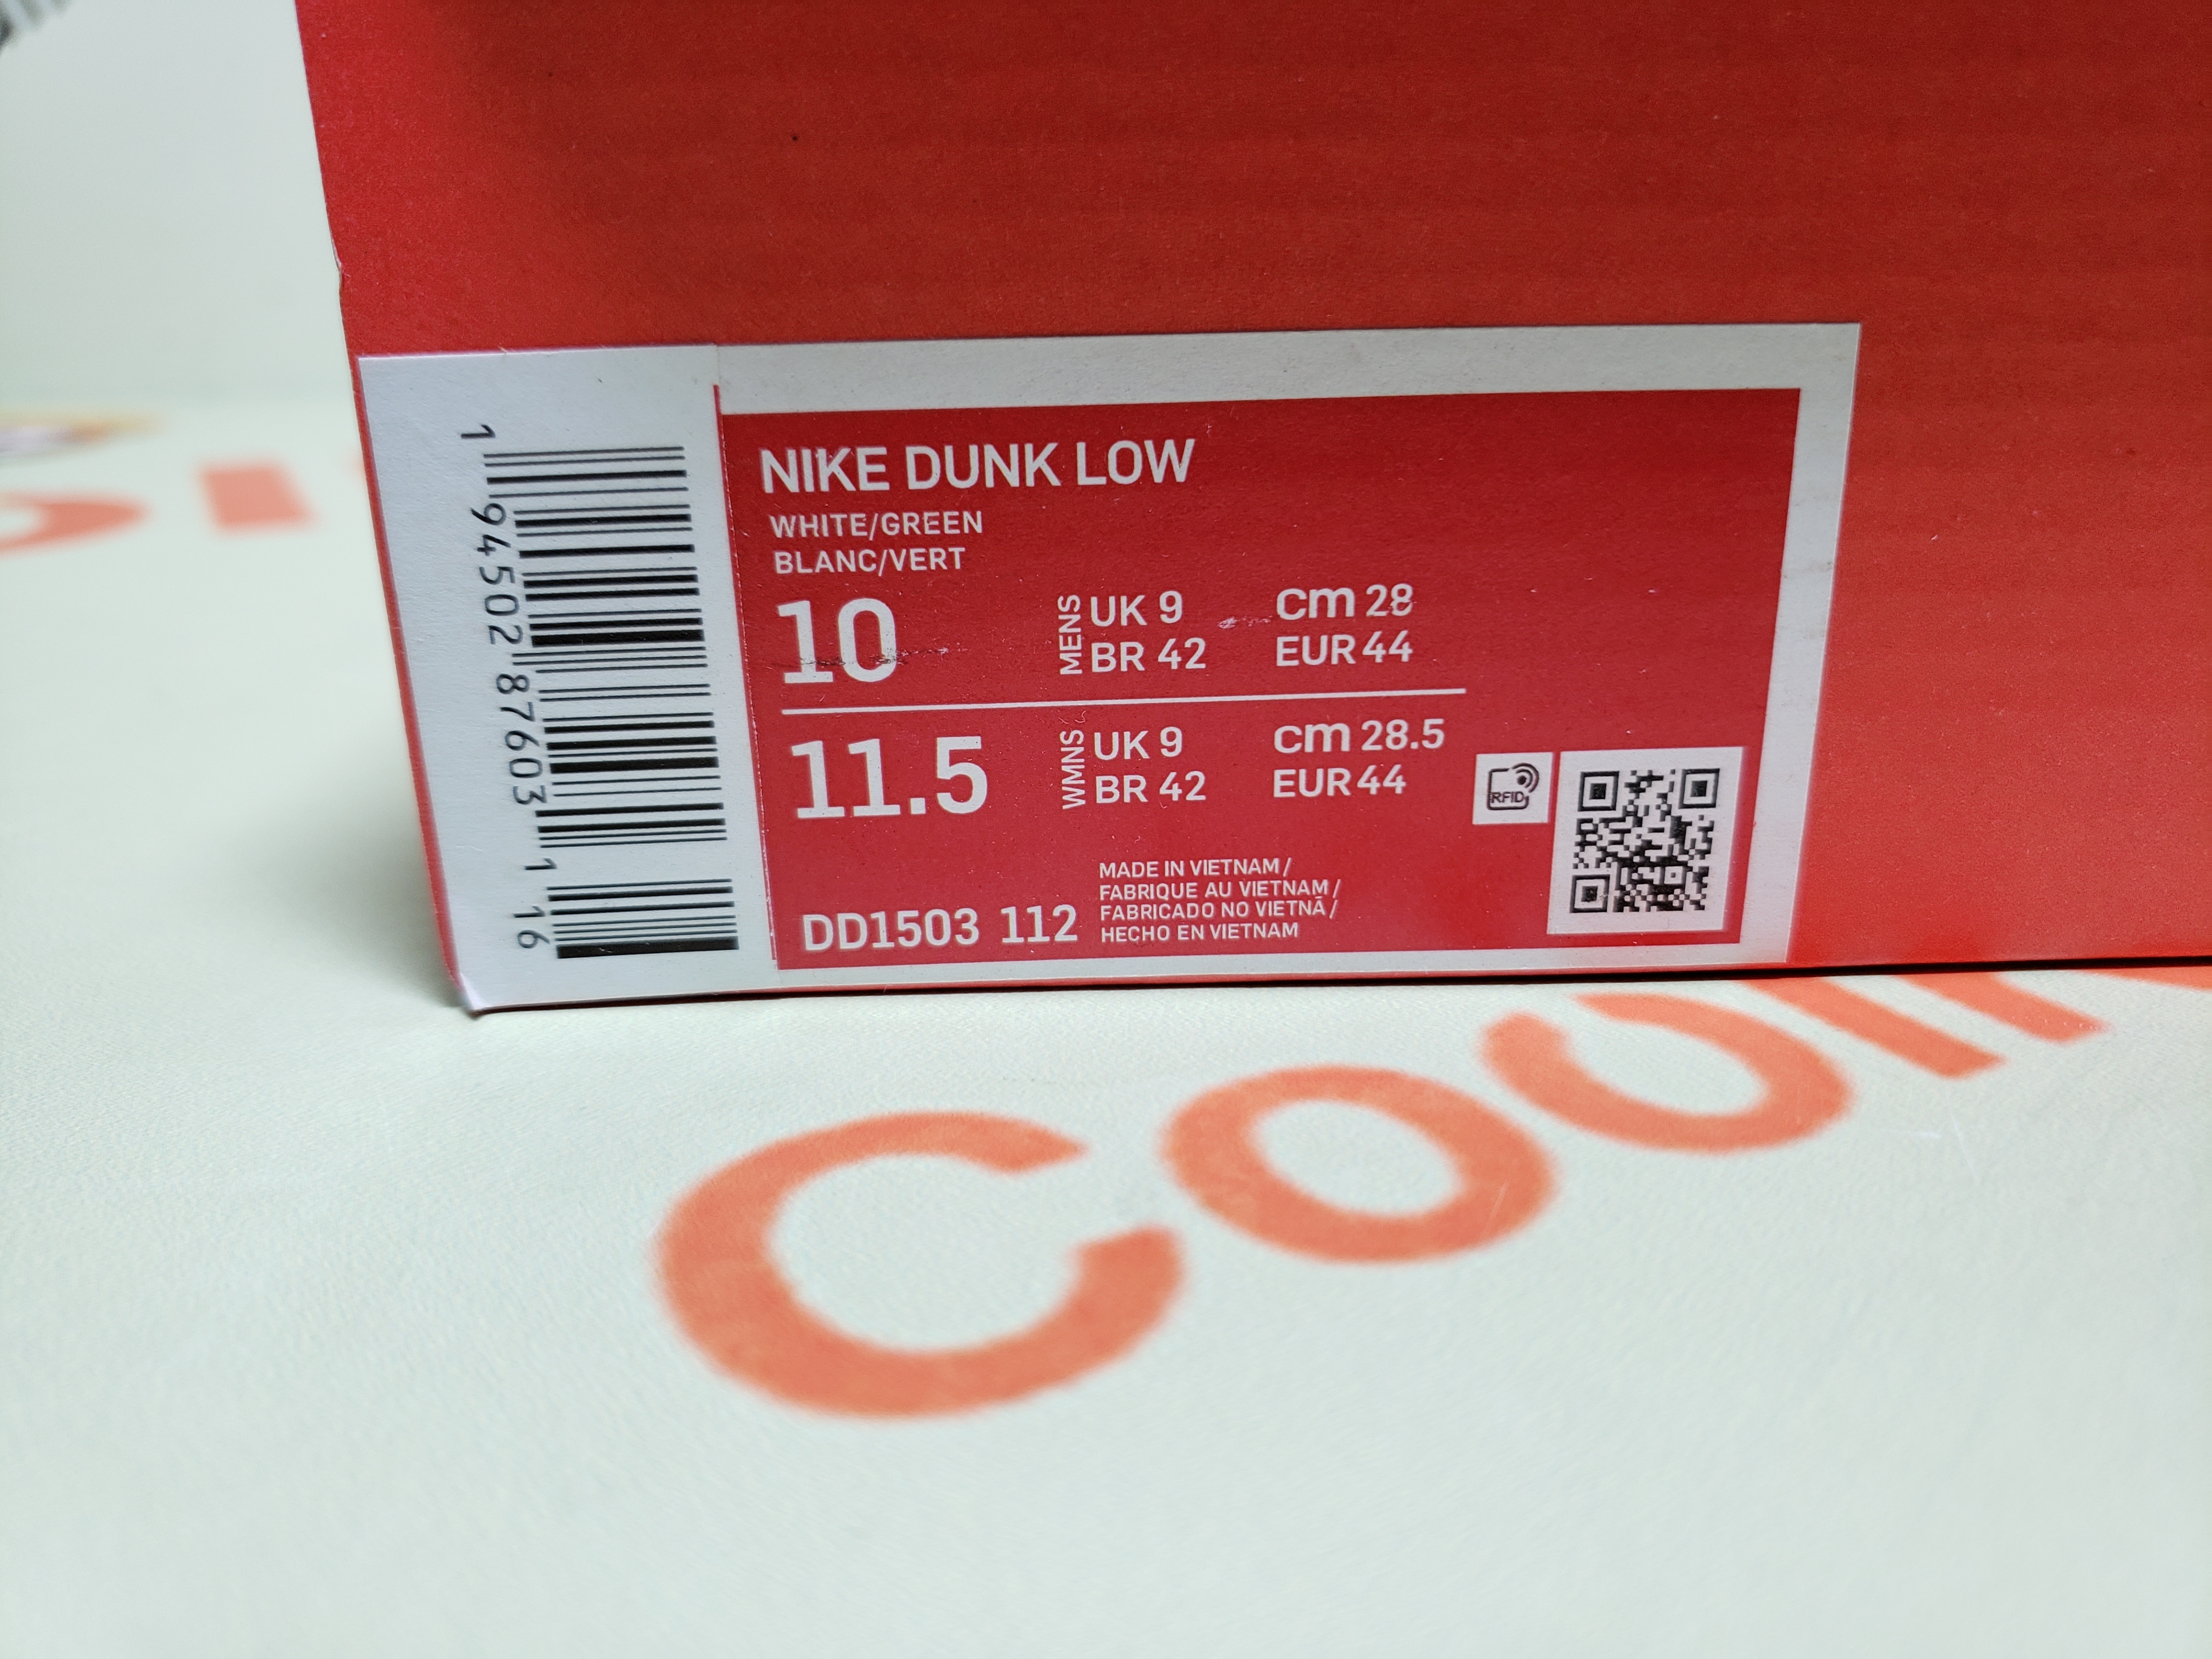 1 94502 87603 1 16
NIKE DUNK LOW
WHITE/GREEN
BLANC/VERT
10 MENS UK 9 cm 28
BR 42 EUR 44
11.5 WMNS UK 9 cm 28.5
BR 42 EUR 44
RFID
DD1503 112
MADE IN VIETNAM /
FABRIQUE AU VIETNAM /
FABRICADO NO VIETNÃ /
HECHO EN VIETNAM